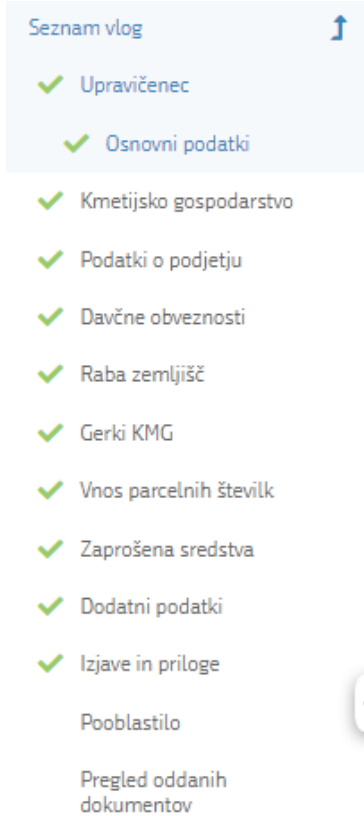 Seznam vlog
Upravičenec
Osnovni podatki
Kmetijsko gospodarstvo
Podatki o podjetju
Davčne obveznosti
Raba zemljišč
Gerki KMG
Vnos parcelnih številk
Zaprošena sredstva
Dodatni podatki
Izjave in priloge
Pooblastilo
Pregled oddanih
dokumentov